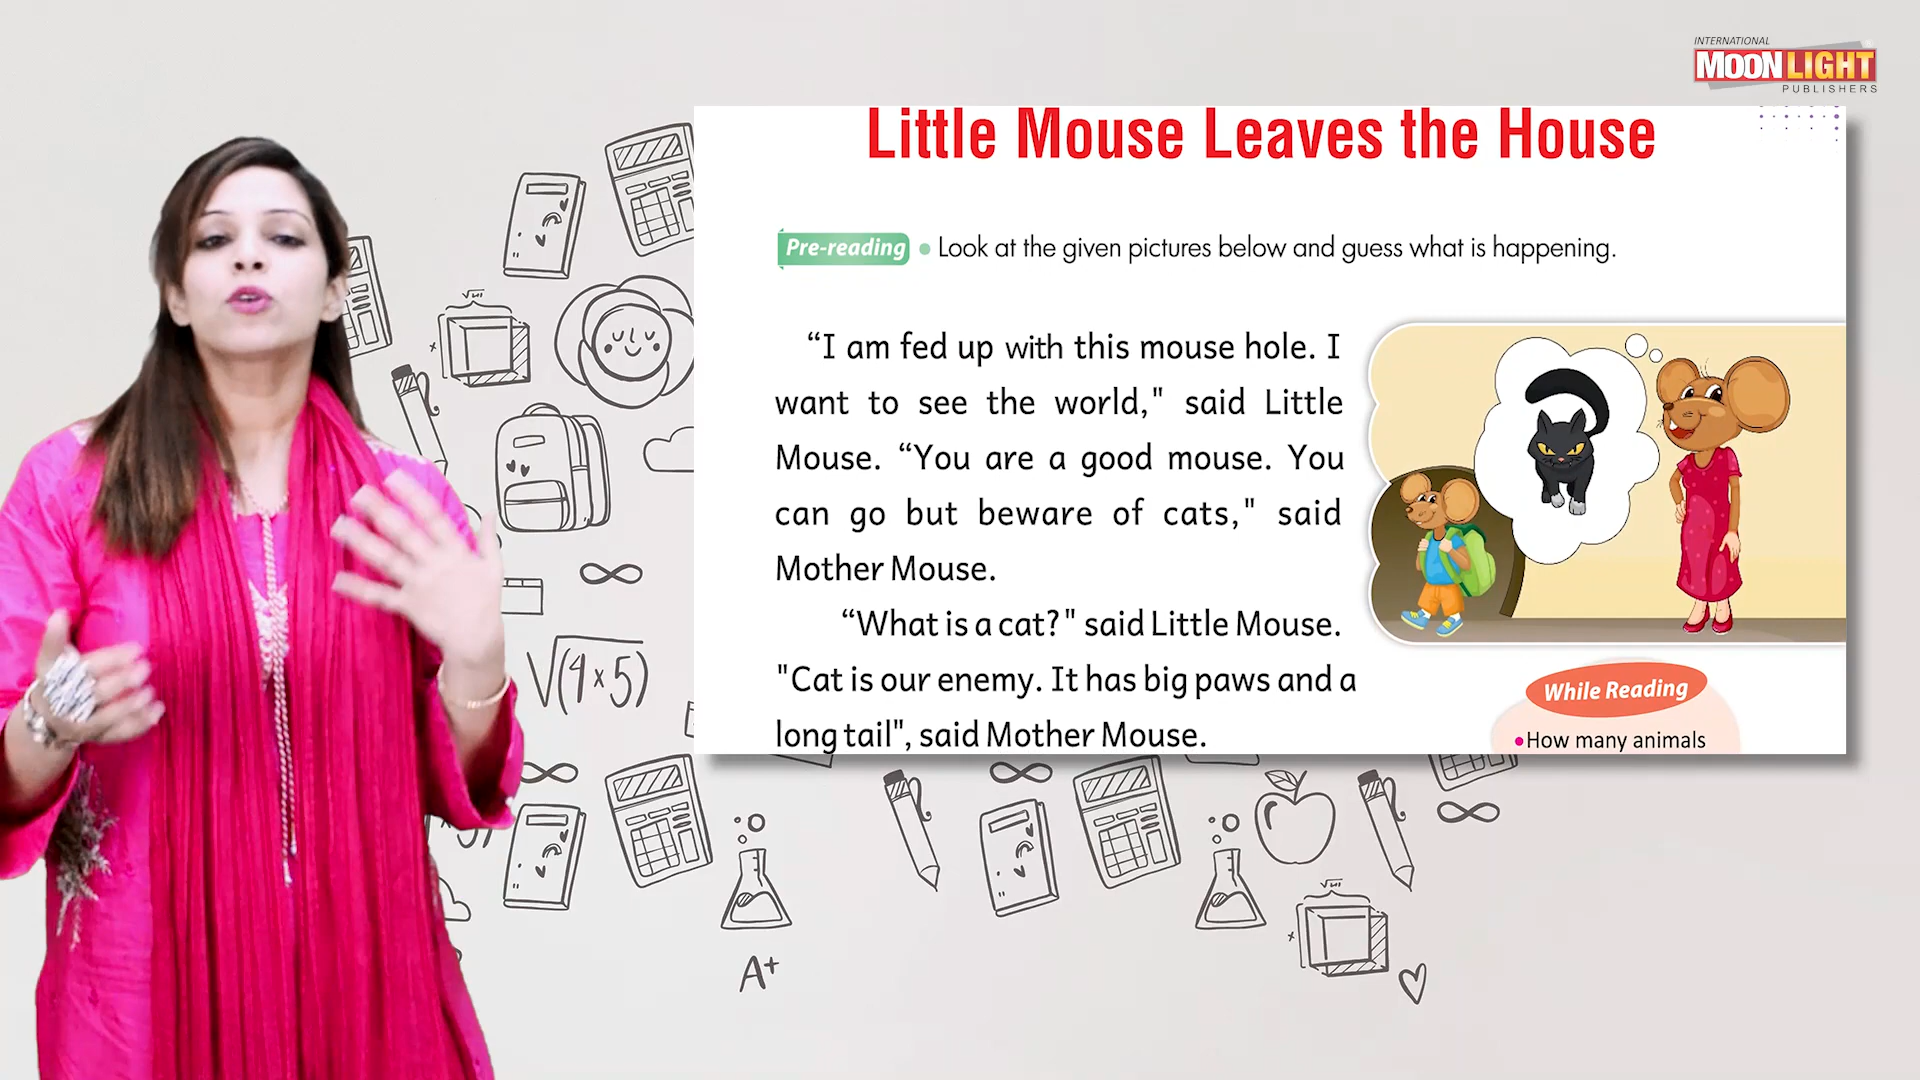 INTERNATIONAL
MOONLIGHT
PUBLISHERS
Little Mouse Leaves the House
Pre-reading • Look at the given pictures below and guess what is happening.
“I am fed up with this mouse hole. I
want to see the world," said Little
Mouse. “You are a good mouse. You
can go but beware of cats," said
Mother Mouse.
“What is a cat?" said Little Mouse.
"Cat is our enemy. It has big paws and a
long tail", said Mother Mouse.
While Reading
•How many animals
√(4×5)
A+